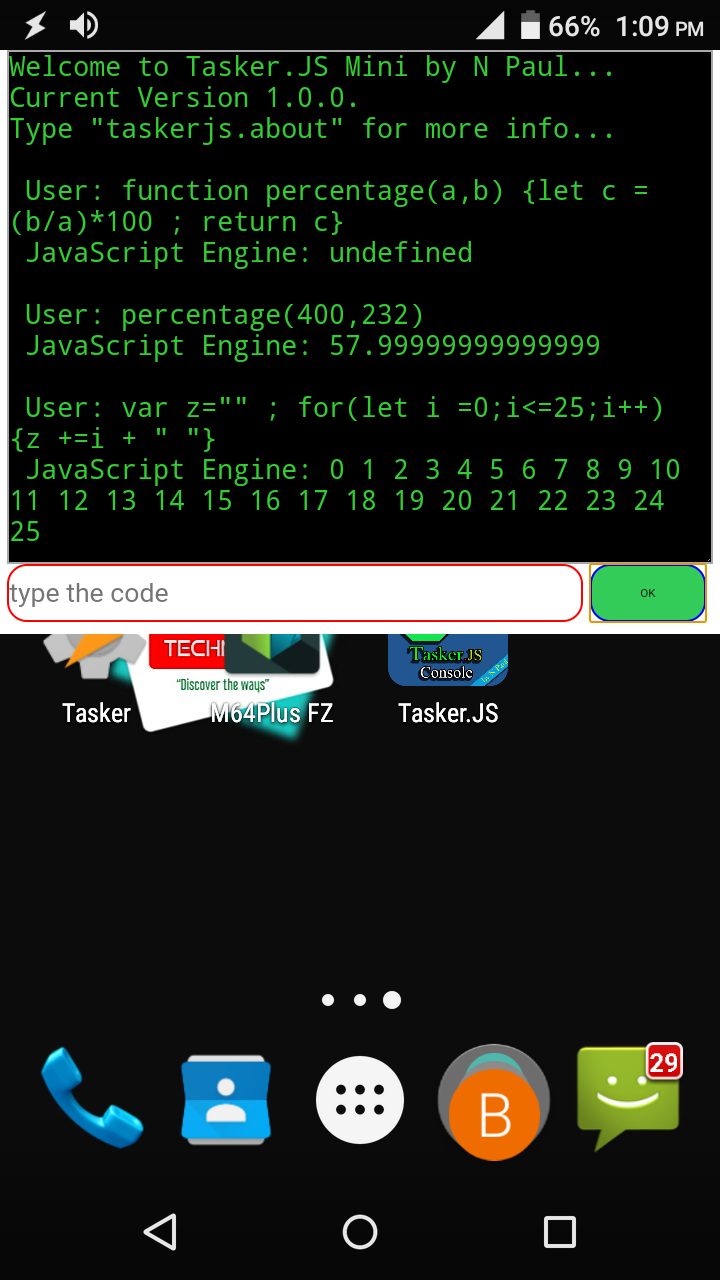 66% 1:09 PM
Welcome to Tasker.JS Mini by N Paul...
Current Version 1.0.0.
Type "taskerjs.about" for more info...
User: function percentage(a,b) {let c =
(b/a)*100 ; return c}
JavaScript Engine: undefined
User: percentage(400,232)
JavaScript Engine: 57.99999999999999
User: var z="" ; for(let i =0;i<=25;i++)
{z +=i + " "}
JavaScript Engine: 0 1 2 3 4 5 6 7 8 9 10
11 12 13 14 15 16 17 18 19 20 21 22 23 24
25
type the code
OK
TECH
Tasker.JS
Console
"Discover the ways"
Tasker
M64Plus FZ
Tasker.JS
29
B